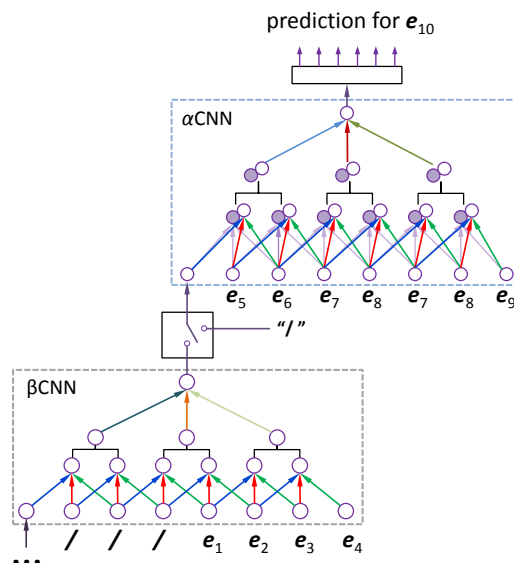 prediction for e10
αCNN
e5 e6 e7 e8 e7 e8 e9
"/"
βCNN
/ / / e1 e2 e3 e4
...